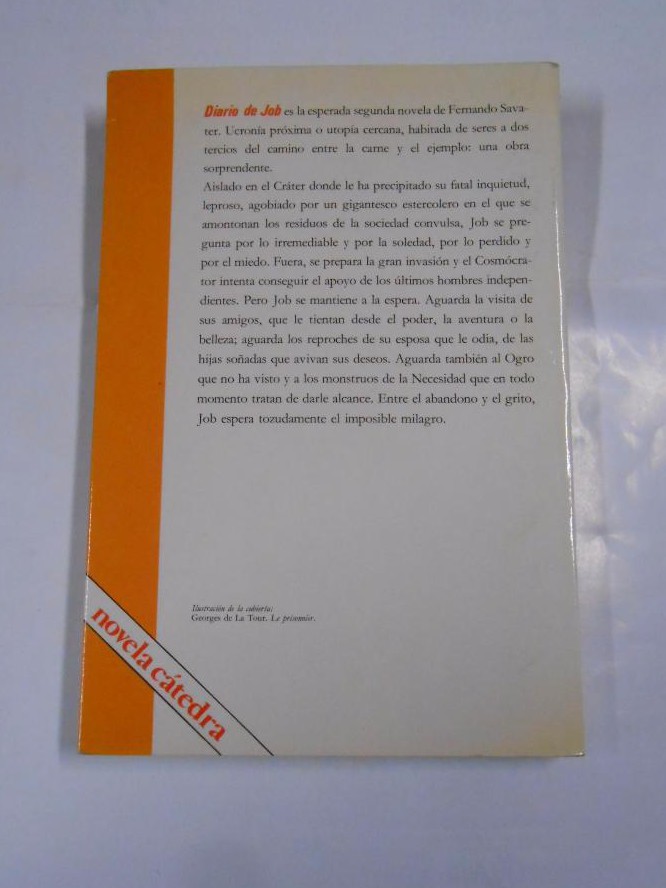 Diario de Job es la esperada segunda novela de Fernando Sava-
ter. Ucronía próxima o utopía cercana, habitada de seres a dos
tercios del camino entre la carne y el ejemplo: una obra
sorprendente.
Aislado en el Cráter donde le ha precipitado su fatal inquietud,
leproso, agobiado por un gigantesco estercolero en el que se
amontonan los residuos de la sociedad convulsa, Job se pre-
gunta por lo irremediable y por la soledad, por lo perdido y
por el miedo. Fuera, se prepara la gran invasión y el Cosmócra-
tor intenta conseguir el apoyo de los últimos hombres indepen-
dientes. Pero Job se mantiene a la espera. Aguarda la visita de
sus amigos, que le tientan desde el poder, la aventura o la
belleza; aguarda los reproches de su esposa que le odia, de las
hijas soñadas que avivan sus deseos. Aguarda también al Ogro
que no ha visto y a los monstruos de la Necesidad que en todo
momento tratan de darle alcance. Entre el abandono y el grito,
Job espera tozudamente el imposible milagro.
Ilustración de la cubierta:
Georges de La Tour. Le prisonnier.
novela cátedra